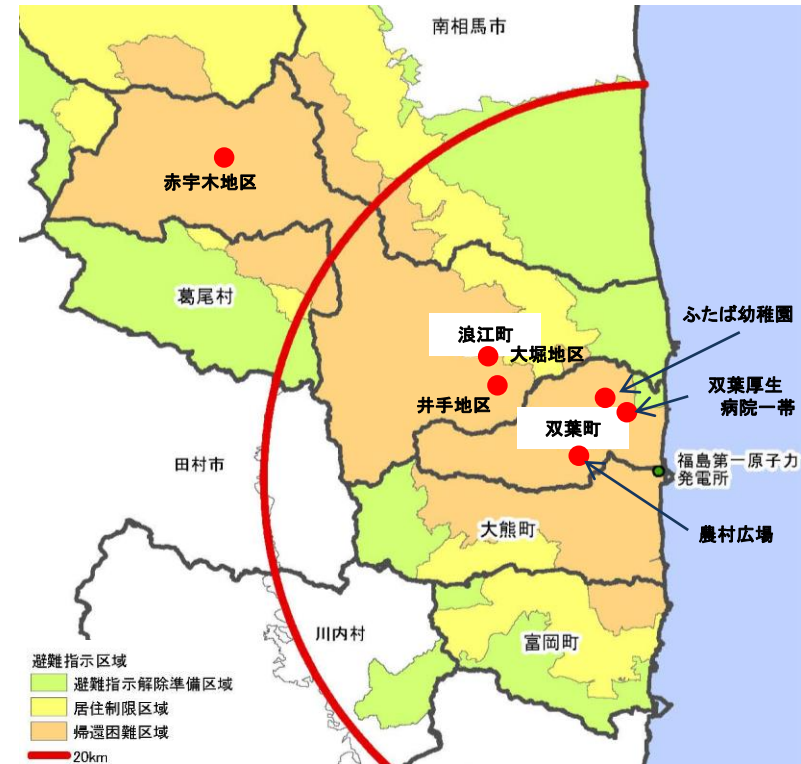 南相馬市
赤宇木地区
葛尾村
浪江町
大堀地区
井手地区
ふたば幼稚園
双葉厚生
病院一帯
双葉町
田村市
福島第一原子力
発電所
大熊町
農村広場
川内村
富岡町
避難指示区域
避難指示解除準備区域
居住制限区域
帰還困難区域
20km